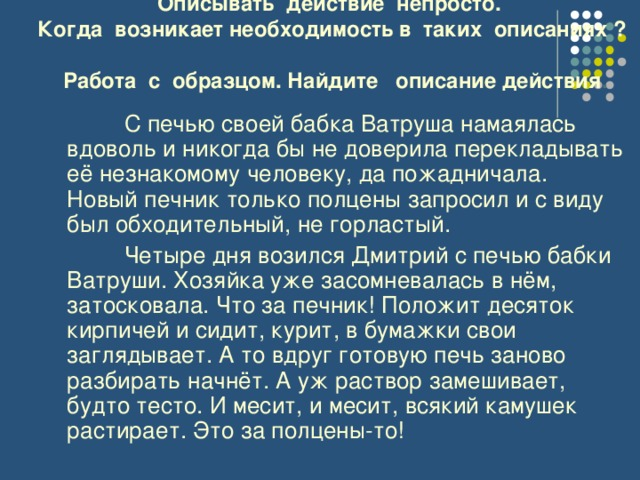 Описывать действие непросто.
Когда возникает необходимость в таких описаниях ?
Работа с образцом. Найдите описание действия
С печью своей бабка Ватруша намаялась
вдоволь и никогда бы не доверила перекладывать
её незнакомому человеку, да пожадничала.
Новый печник только полцены запросил и с виду
был обходительный, не горластый.
Четыре дня возился Дмитрий с печью бабки
Ватруши. Хозяйка уже засомневалась в нём,
затосковала. Что за печник! Положит десяток
кирпичей и сидит, курит, в бумажки свои
заглядывает. А то вдруг готовую печь заново
разбирать начнёт. А уж раствор замешивает,
будто тесто. И месит, и месит, всякий камушек
растирает. Это за полцены-то!